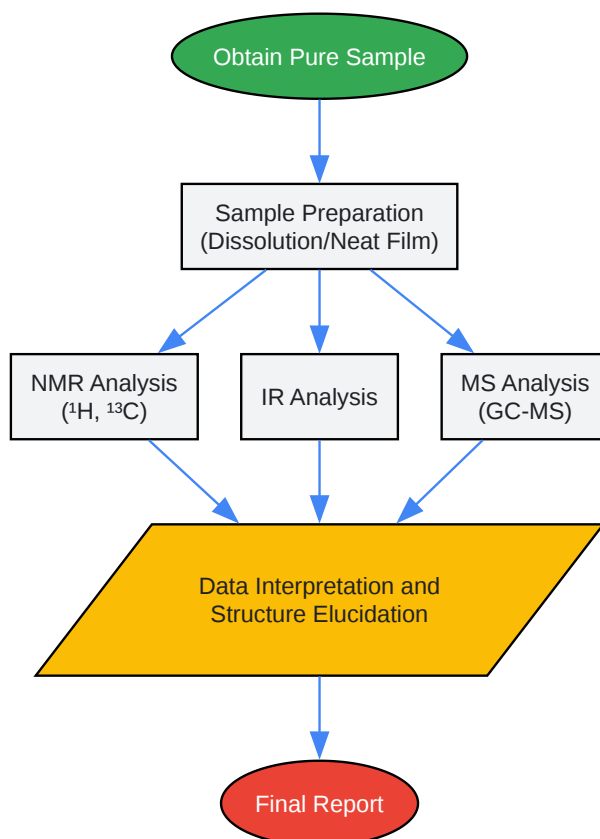 Obtain Pure Sample
Sample Preparation
(Dissolution/Neat Film)
NMR Analysis
(¹H, ¹³C)
IR Analysis
MS Analysis
(GC-MS)
Data Interpretation and
Structure Elucidation
Final Report